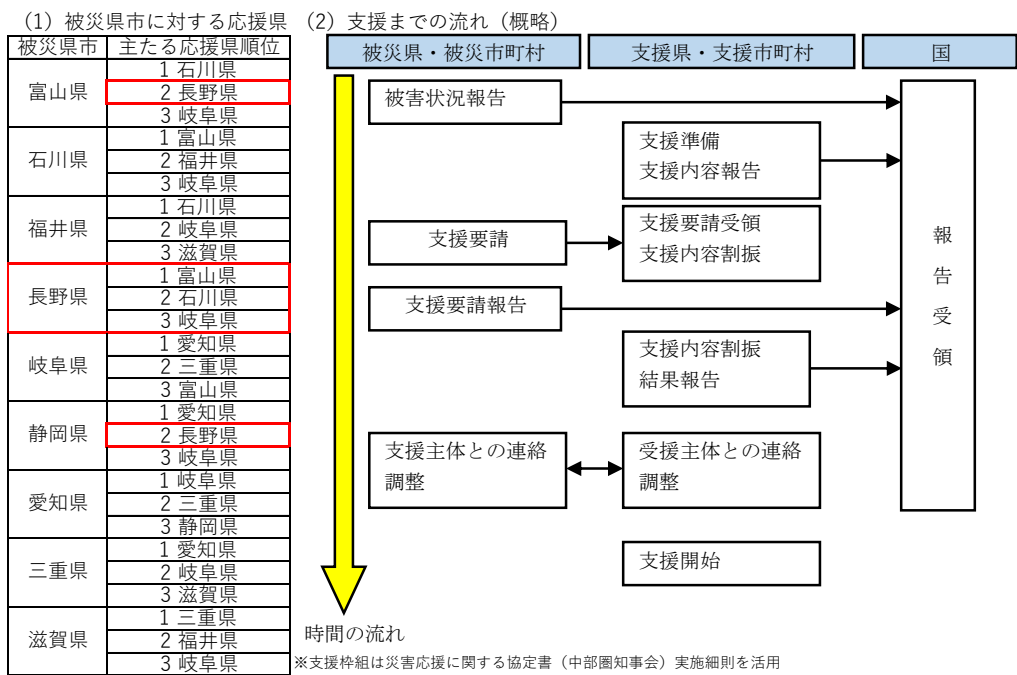 (1) 被災県市に対する応援県
被災県市 主たる応援県順位
富山県
1 石川県
2 長野県
3 岐阜県
石川県
1 富山県
2 福井県
3 岐阜県
福井県
1 石川県
2 岐阜県
3 滋賀県
長野県
1 富山県
2 石川県
3 岐阜県
岐阜県
1 愛知県
2 三重県
3 富山県
静岡県
1 愛知県
2 長野県
3 岐阜県
愛知県
1 岐阜県
2 三重県
3 静岡県
三重県
1 愛知県
2 岐阜県
3 滋賀県
滋賀県
1 三重県
2 福井県
3 岐阜県
(2) 支援までの流れ（概略）
被災県・被災市町村 支援県・支援市町村 国
被害状況報告
支援準備
支援内容報告
支援要請
支援要請受領
支援内容割振
支援要請報告
支援内容割振
結果報告
支援主体との連絡
調整
受援主体との連絡
調整
支援開始
報告受領
時間の流れ
※支援枠組は災害応援に関する協定書（中部圏知事会）実施細則を活用